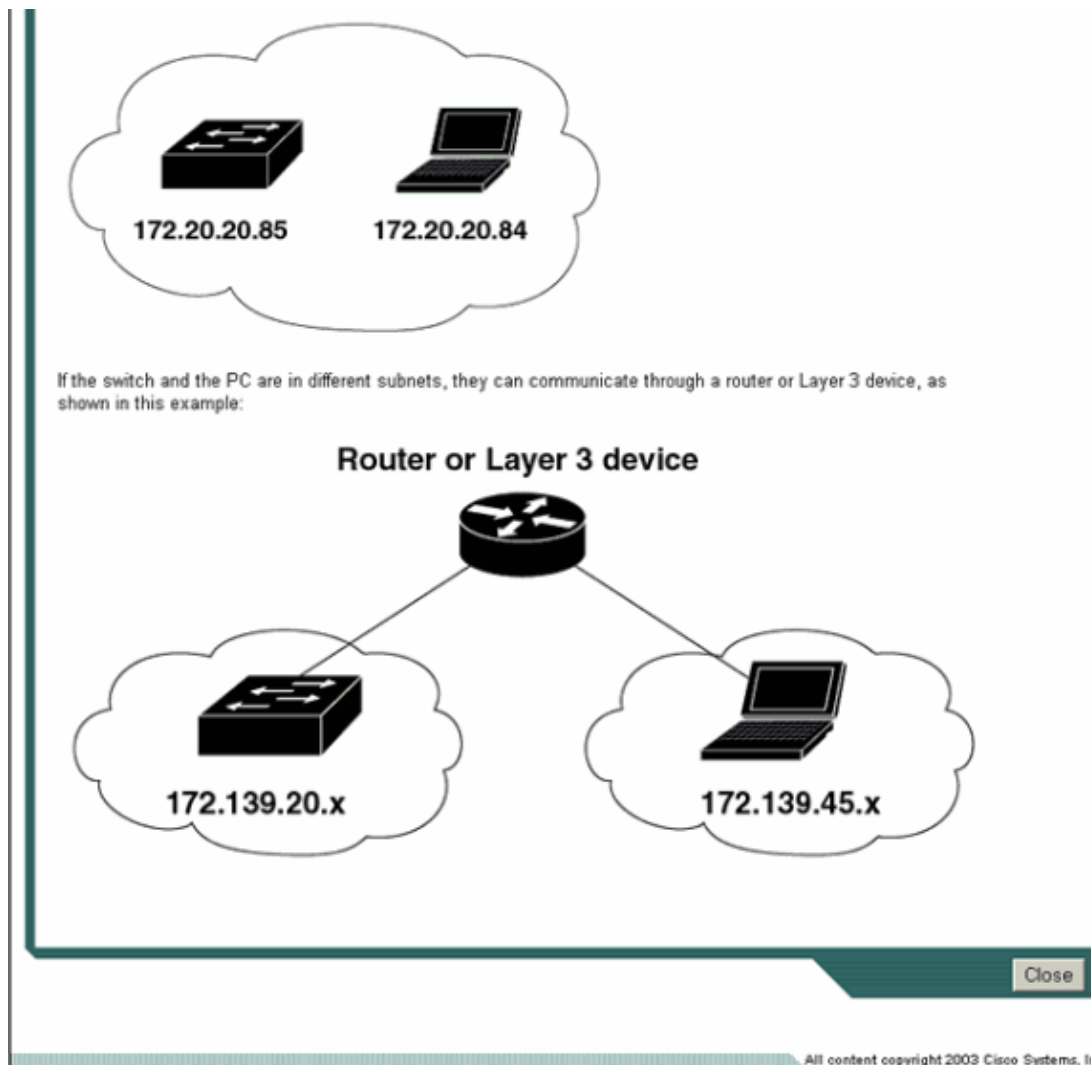 172.20.20.85 172.20.20.84
If the switch and the PC are in different subnets, they can communicate through a router or Layer 3 device, as
shown in this example:
Router or Layer 3 device
172.139.20.x 172.139.45.x
Close
All content copyright 2003 Cisco Systems,